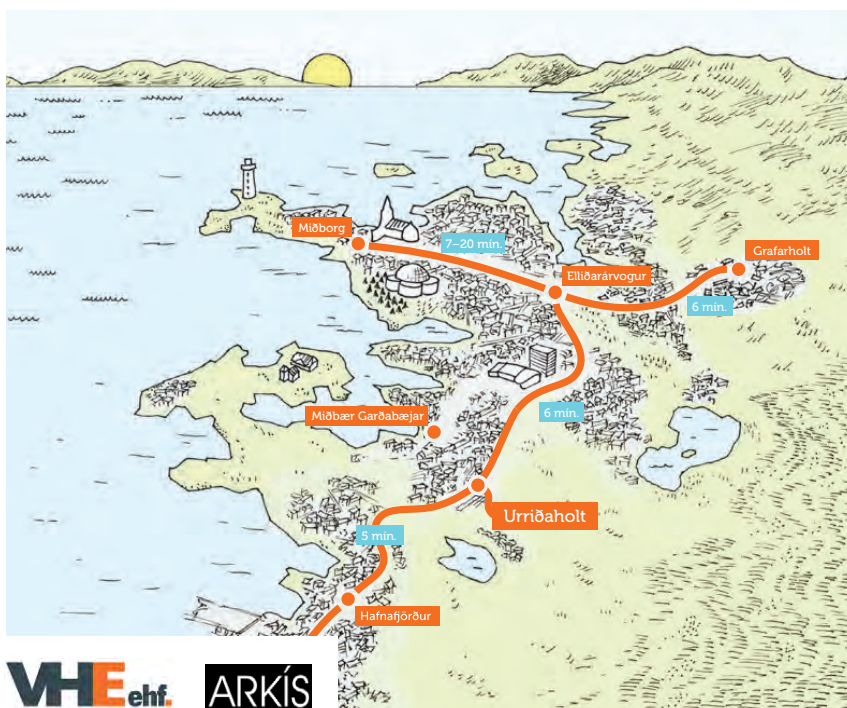 Miðborg
7–20 mín.
Grafarholt
Elliðarárvogur
6 mín.
Miðbær Garðabæjar
6 mín.
Urriðaholt
5 mín.
Hafnafjörður
VHE ehf.
ARKÍS